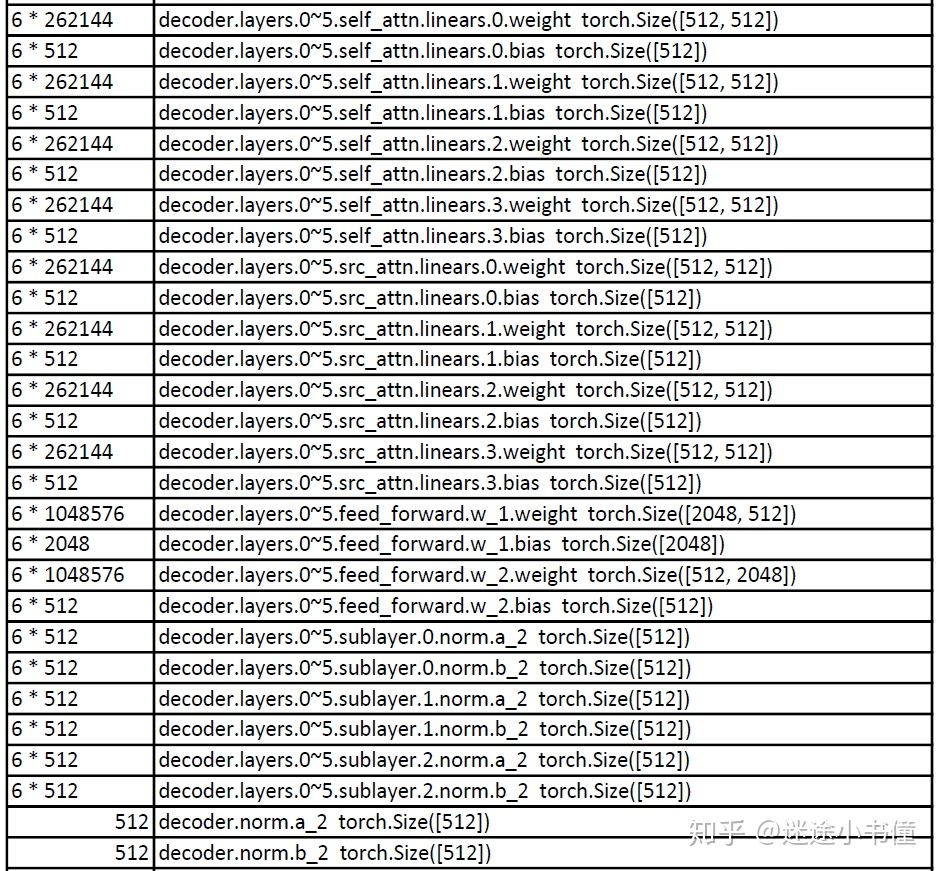 6 * 262144 decoder.layers.0~5.self_attn.linears.0.weight torch.Size([512, 512])
6 * 512 decoder.layers.0~5.self_attn.linears.0.bias torch.Size([512])
6 * 262144 decoder.layers.0~5.self_attn.linears.1.weight torch.Size([512, 512])
6 * 512 decoder.layers.0~5.self_attn.linears.1.bias torch.Size([512])
6 * 262144 decoder.layers.0~5.self_attn.linears.2.weight torch.Size([512, 512])
6 * 512 decoder.layers.0~5.self_attn.linears.2.bias torch.Size([512])
6 * 262144 decoder.layers.0~5.self_attn.linears.3.weight torch.Size([512, 512])
6 * 512 decoder.layers.0~5.self_attn.linears.3.bias torch.Size([512])
6 * 262144 decoder.layers.0~5.src_attn.linears.0.weight torch.Size([512, 512])
6 * 512 decoder.layers.0~5.src_attn.linears.0.bias torch.Size([512])
6 * 262144 decoder.layers.0~5.src_attn.linears.1.weight torch.Size([512, 512])
6 * 512 decoder.layers.0~5.src_attn.linears.1.bias torch.Size([512])
6 * 262144 decoder.layers.0~5.src_attn.linears.2.weight torch.Size([512, 512])
6 * 512 decoder.layers.0~5.src_attn.linears.2.bias torch.Size([512])
6 * 262144 decoder.layers.0~5.src_attn.linears.3.weight torch.Size([512, 512])
6 * 512 decoder.layers.0~5.src_attn.linears.3.bias torch.Size([512])
6 * 1048576 decoder.layers.0~5.feed_forward.w_1.weight torch.Size([2048, 512])
6 * 2048 decoder.layers.0~5.feed_forward.w_1.bias torch.Size([2048])
6 * 1048576 decoder.layers.0~5.feed_forward.w_2.weight torch.Size([512, 2048])
6 * 512 decoder.layers.0~5.feed_forward.w_2.bias torch.Size([512])
6 * 512 decoder.layers.0~5.sublayer.0.norm.a_2 torch.Size([512])
6 * 512 decoder.layers.0~5.sublayer.0.norm.b_2 torch.Size([512])
6 * 512 decoder.layers.0~5.sublayer.1.norm.a_2 torch.Size([512])
6 * 512 decoder.layers.0~5.sublayer.1.norm.b_2 torch.Size([512])
6 * 512 decoder.layers.0~5.sublayer.2.norm.a_2 torch.Size([512])
6 * 512 decoder.layers.0~5.sublayer.2.norm.b_2 torch.Size([512])
512 decoder.norm.a_2 torch.Size([512])
512 decoder.norm.b_2 torch.Size([512])
知乎 @迷途小书僮